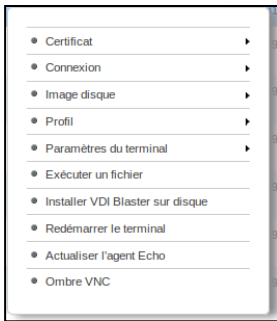 Certificat
Connexion
Image disque
Profil
Paramètres du terminal
Exécuter un fichier
Installer VDI Blaster sur disque
Redémarrer le terminal
Actualiser l'agent Echo
Ombre VNC